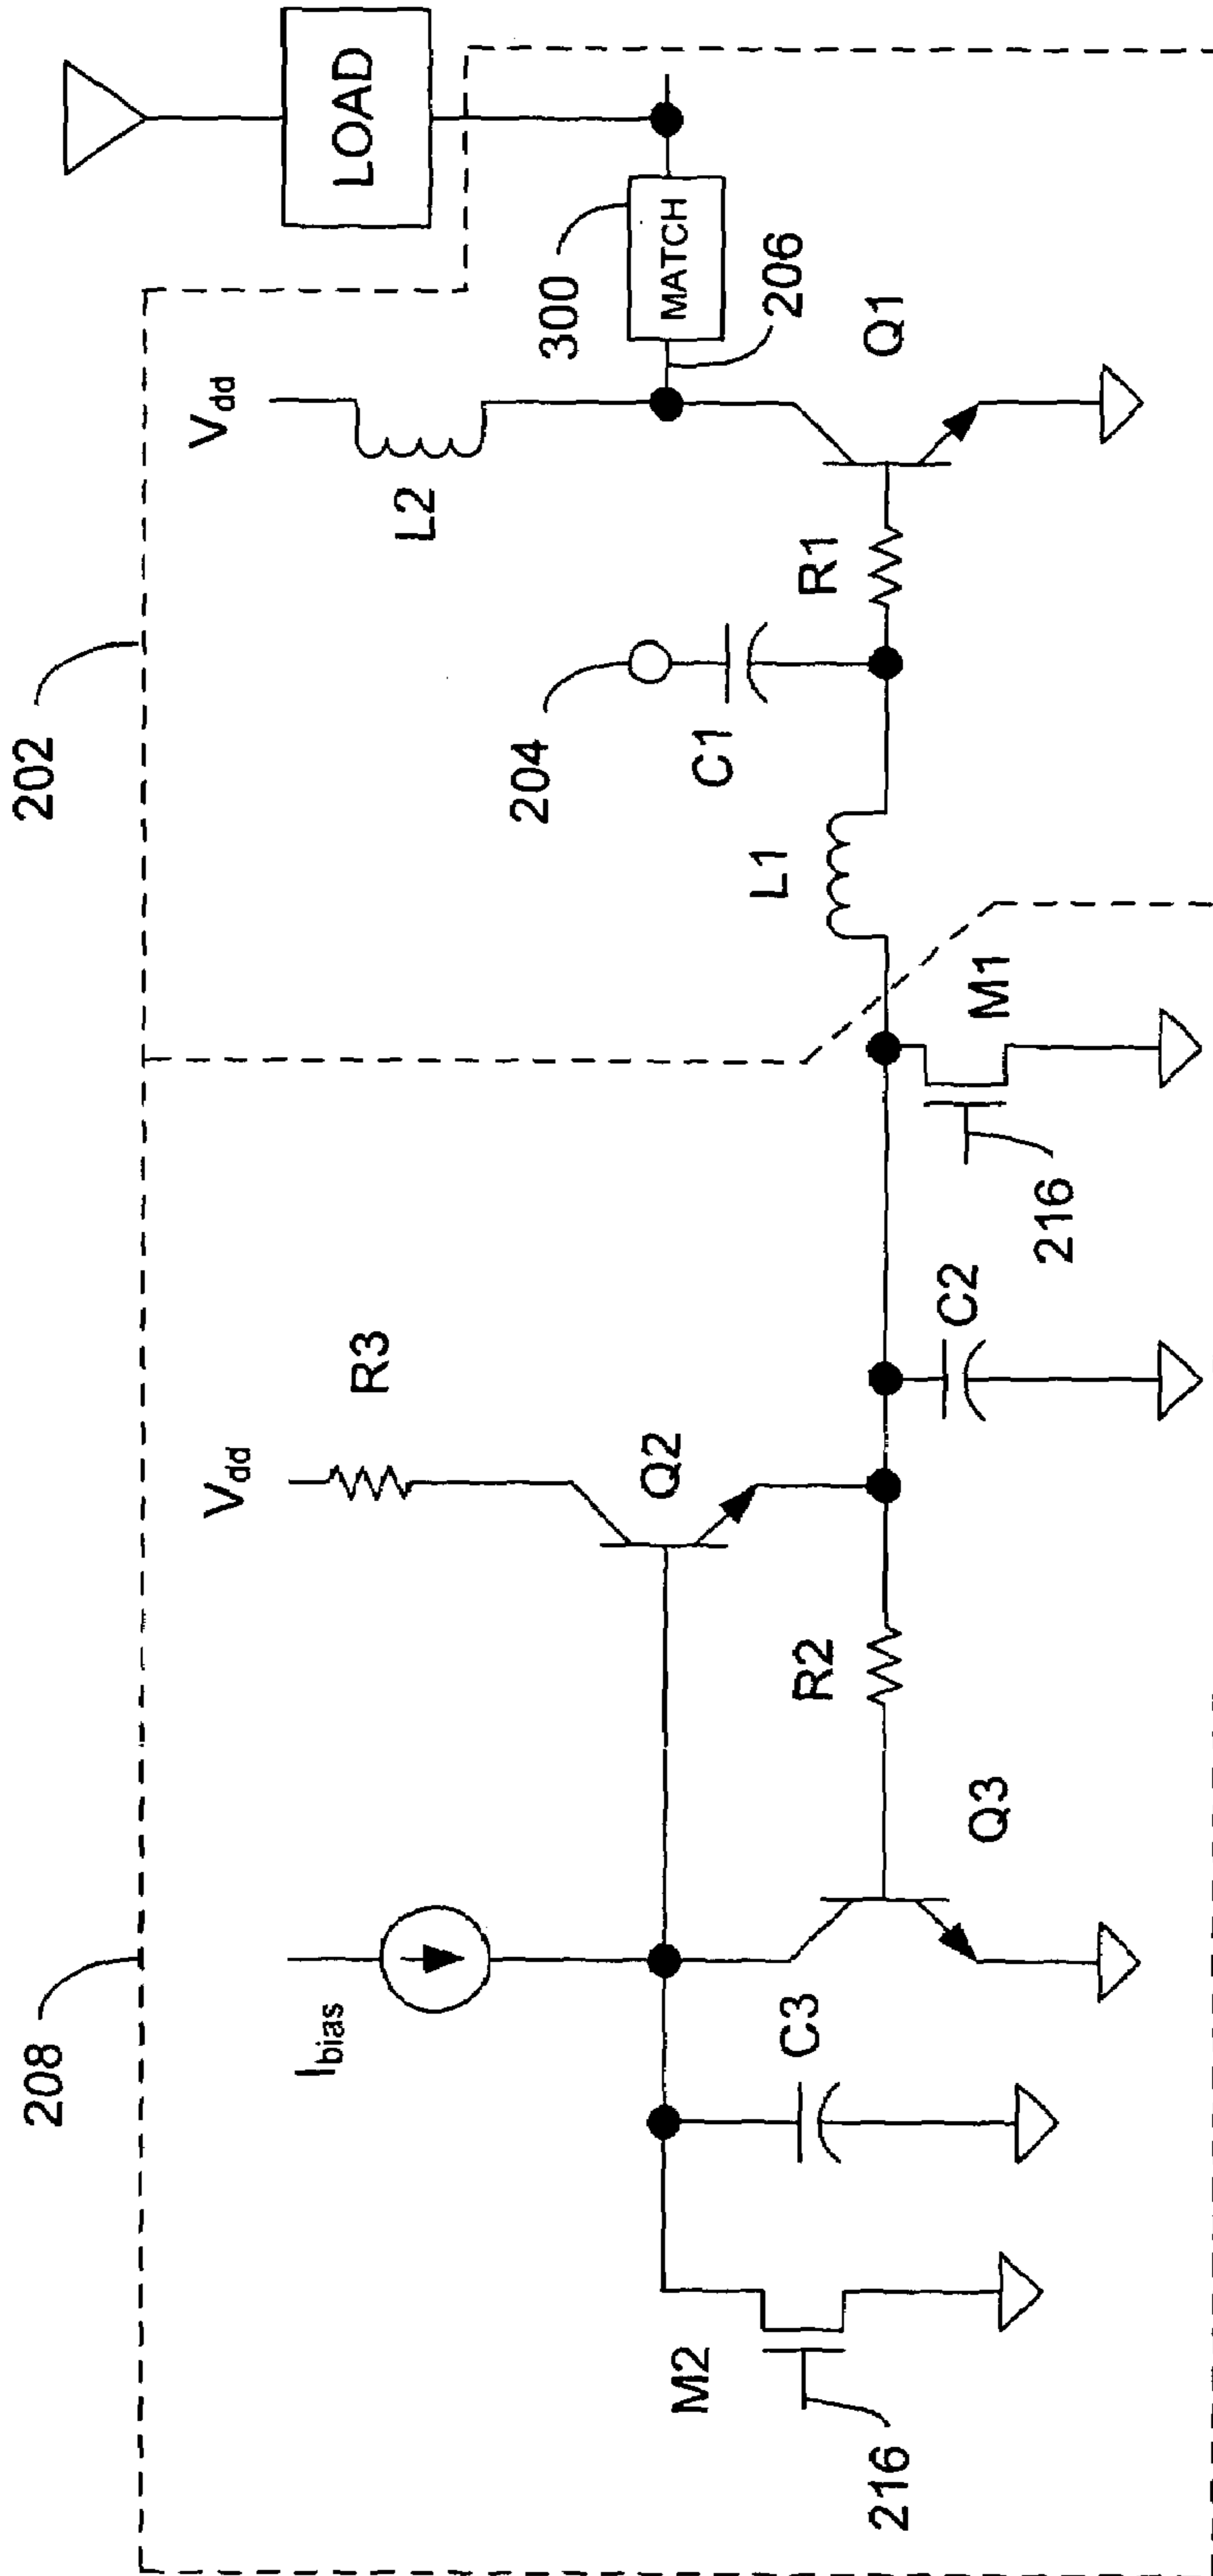 208
202
I bias
Vdd
R3
Vdd
L2
LOAD
300
MATCH
206
204
C1
R1
Q1
L1
M2
216
C3
Q3
R2
Q2
C2
M1
216